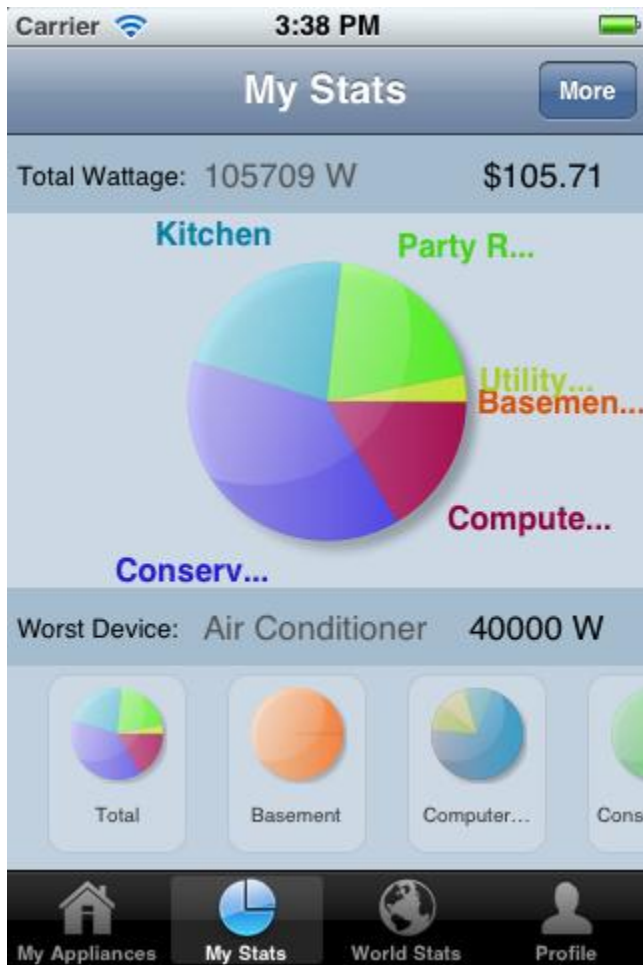 Carrier 3:38 PM
My Stats More
Total Wattage: 105709 W $105.71
Kitchen
Party R...
Utility...
Basemen...
Compute...
Conserv...
Worst Device: Air Conditioner 40000 W
Total Basement Computer... Cons
My Appliances My Stats World Stats Profile